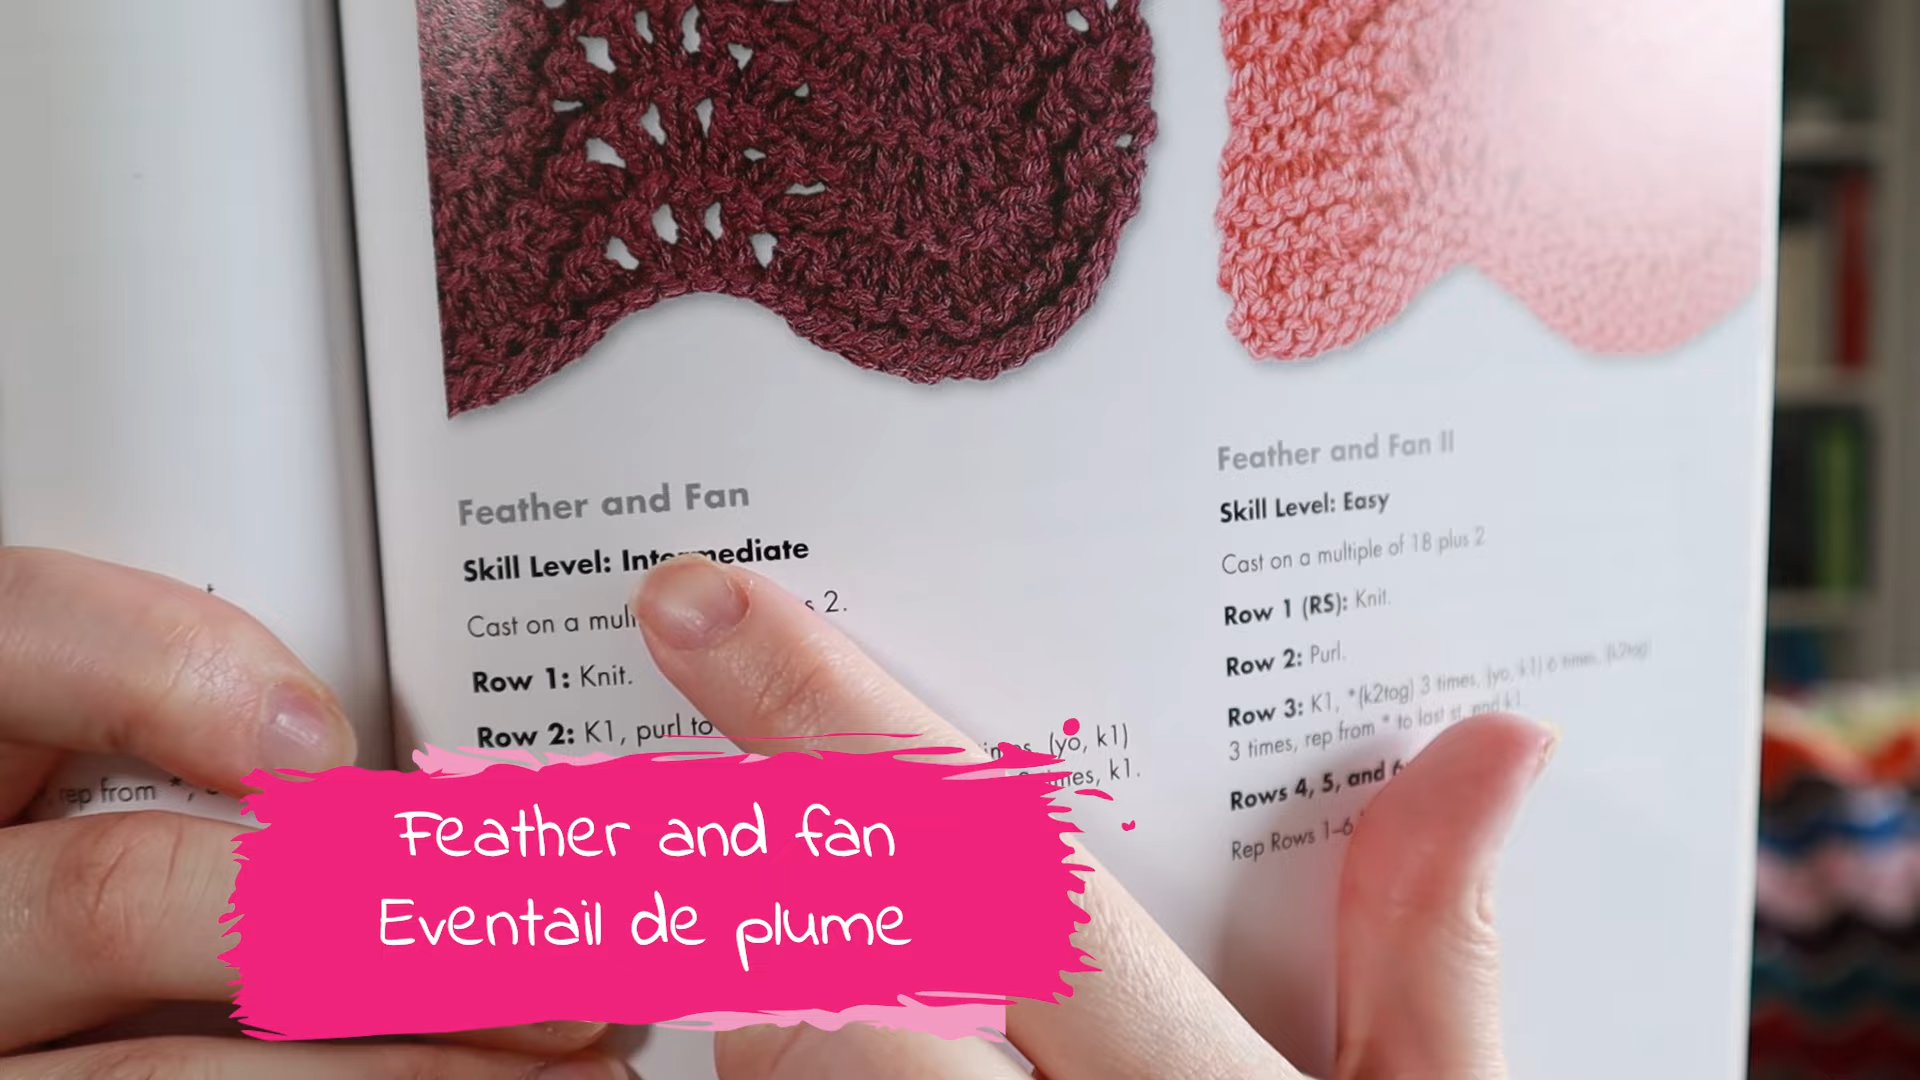 Feather and Fan
Skill Level: Intermediate
Cast on a 2.
Row 1: Knit.
Row 2: K1, purl to
(yo, k1)
k1.
rep from *,
Feather and Fan II
Skill Level: Easy
Cast on a multiple of 18 plus 2
Row 1 (RS): Knit.
Row 2: Purl.
Row 3: K1, *(k2tog) 3 times, (yo, k1) 6 times, (k2tog)
3 times, rep from * to last st, end k1.
Rows 4, 5, and 6
Rep Rows 1–6
Feather and fan
Eventail de plume